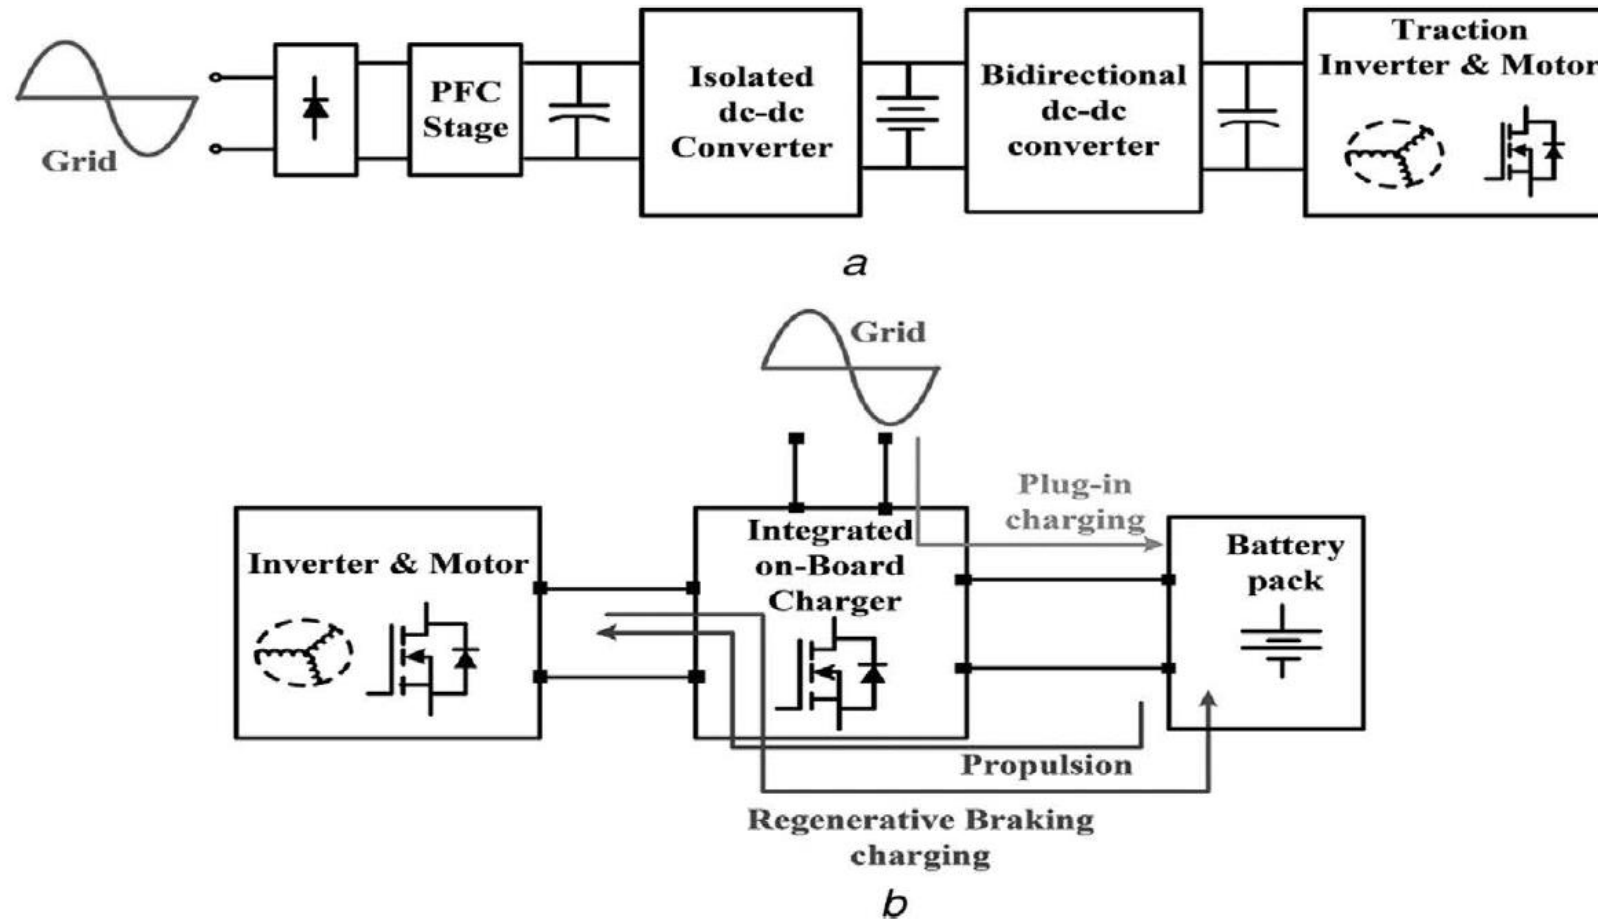 Grid
PFC
Stage
Isolated
dc-dc
Converter
Bidirectional
dc-dc
converter
Traction
Inverter & Motor
a
Grid
Plug-in
charging
Inverter & Motor
Integrated
on-Board
Charger
Battery
pack
Propulsion
Regenerative Braking
charging
b